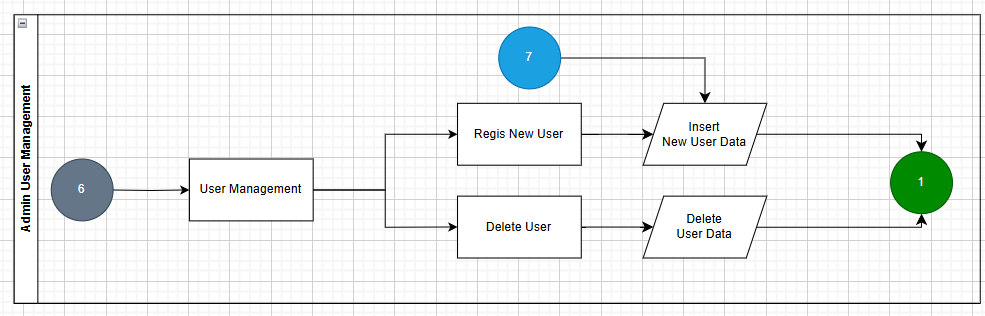 Admin User Management
7
Regis New User
Insert
New User Data
6
User Management
1
Delete User
Delete
User Data